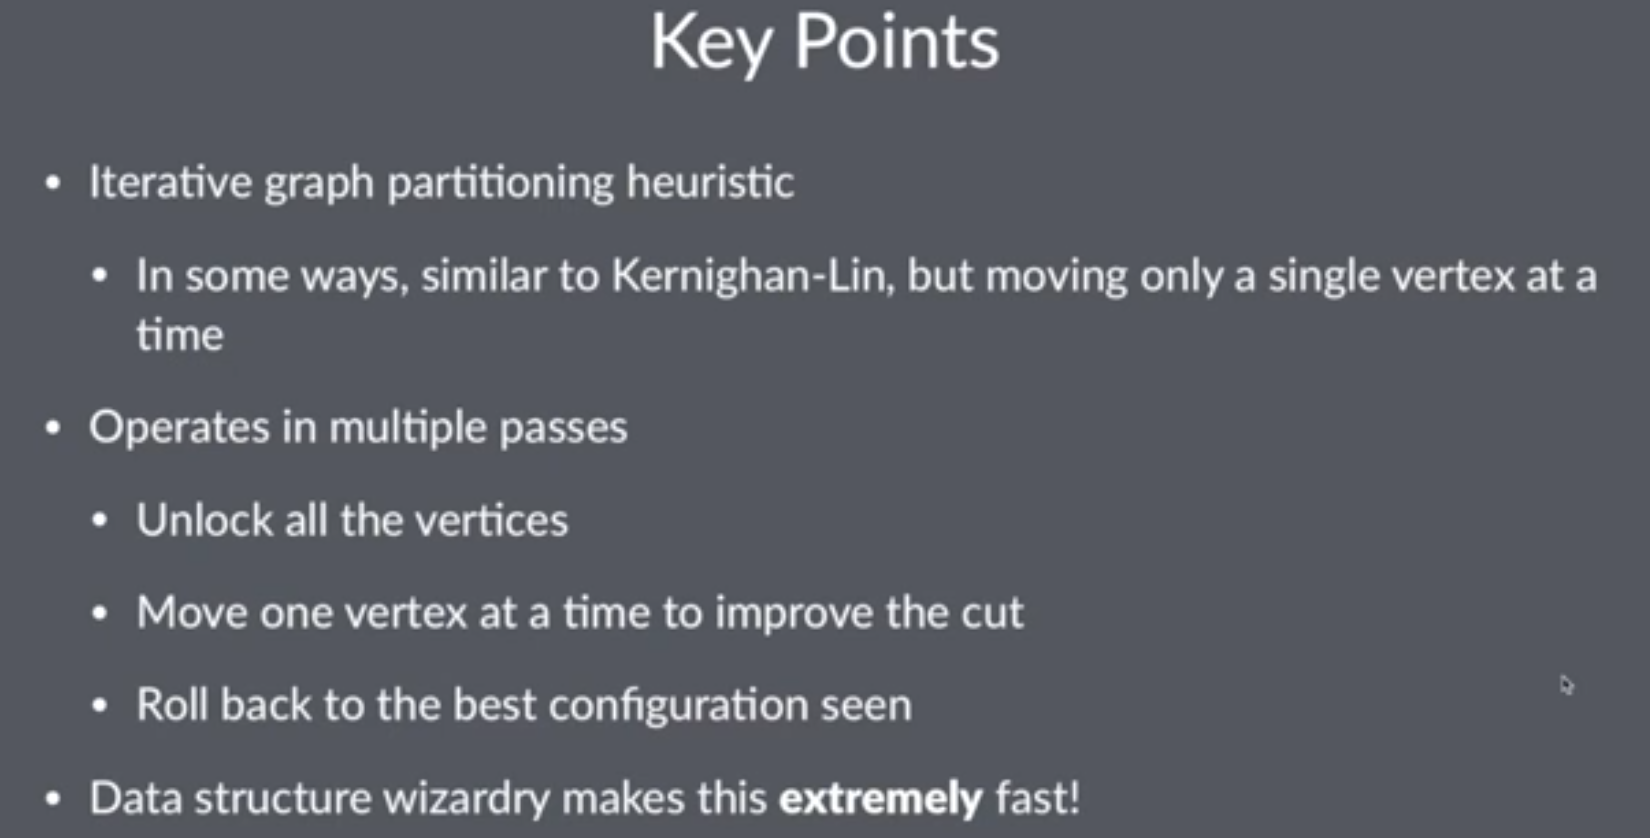 Key Points
• Iterative graph partitioning heuristic
• In some ways, similar to Kernighan-Lin, but moving only a single vertex at a
time
• Operates in multiple passes
• Unlock all the vertices
• Move one vertex at a time to improve the cut
• Roll back to the best configuration seen
• Data structure wizardry makes this extremely fast!